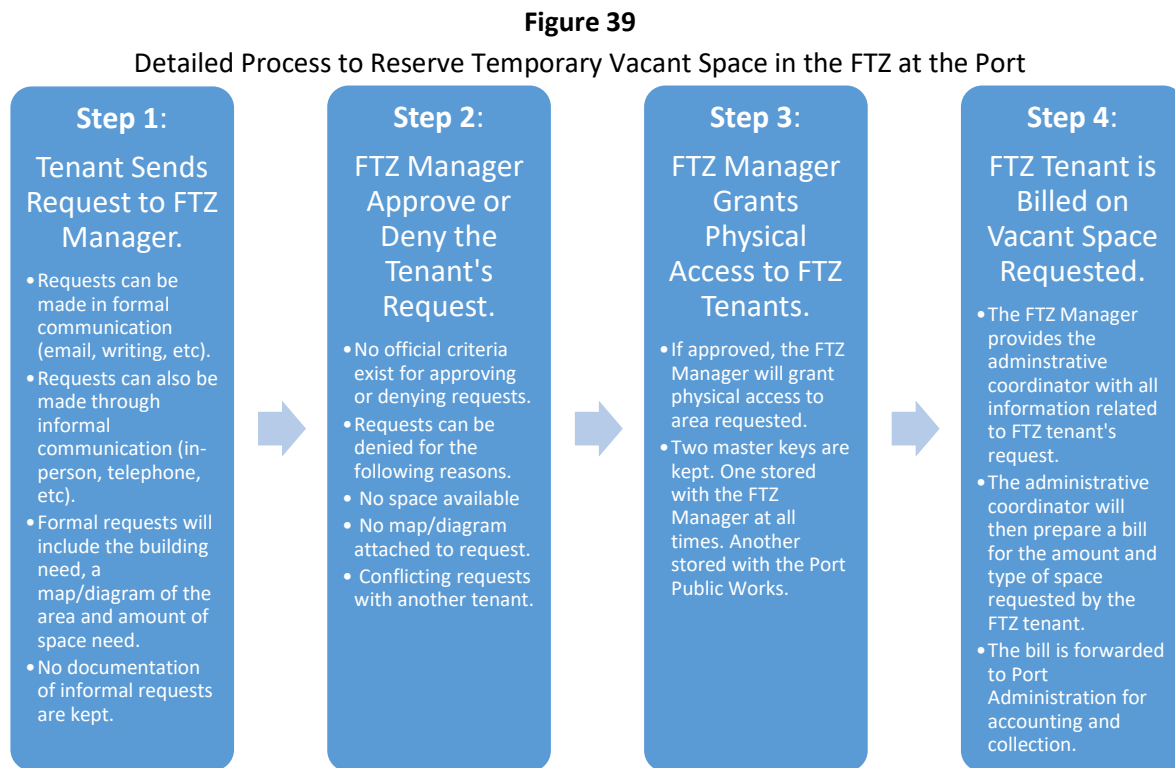 Figure 39
Detailed Process to Reserve Temporary Vacant Space in the FTZ at the Port
Step 1:
Tenant Sends
Request to FTZ
Manager.
•Requests can be
made in formal
communication
(email, writing, etc).
•Requests can also be
made through
informal
communication (in-
person, telephone,
etc).
•Formal requests will
include the building
need, a
map/diagram of the
area and amount of
space need.
•No documentation
of informal requests
are kept.
Step 2:
FTZ Manager
Approve or
Deny the
Tenant's
Request.
•No official criteria
exist for approving
or denying requests.
•Requests can be
denied for the
following reasons.
• No space available
• No map/diagram
attached to request.
• Conflicting requests
with another tenant.
Step 3:
FTZ Manager
Grants
Physical
Access to FTZ
Tenants.
•If approved, the FTZ
Manager will grant
physical access to
area requested.
•Two master keys are
kept. One stored
with the FTZ
Manager at all
times. Another
stored with the Port
Public Works.
Step 4:
FTZ Tenant is
Billed on
Vacant Space
Requested.
•The FTZ Manager
provides the
adminstrative
coordinator with all
information related
to FTZ tenant's
request.
•The administrative
coordinator will
then prepare a bill
for the amount and
type of space
requested by the
FTZ tenant.
•The bill is forwarded
to Port
Administration for
accounting and
collection.